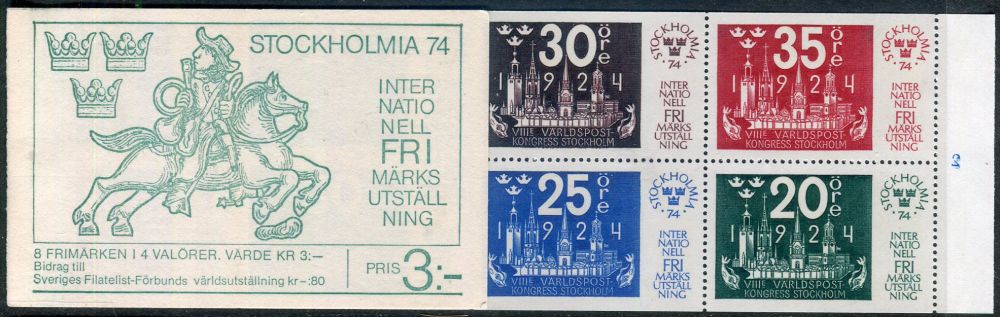 STOCKHOLMIA 74
INTER
NATIO
NELL
FRI
MÄRKS
UTSTÄLL
NING
8 FRIMÄRKEN I 4 VALÖRER. VÄRDE KR 3:—
Bidrag till
Sveriges Filatelist-Förbunds världsutställning kr –:80
PRIS 3:-
30 öre
1924
VIIIE VÄRLDSPOST-
KONGRESS STOCKHOLM
STOCKHOLMIA
·74·
INTER
NATIO
NELL
FRI
MÄRKS
UTSTÄLL
NING
35 öre
1924
VIIIE VÄRLDSPOST-
KONGRESS STOCKHOLM
STOCKHOLMIA
·74·
INTER
NATIO
NELL
FRI
MÄRKS
UTSTÄLL
NING
25 öre
1924
VIIIE VÄRLDSPOST-
KONGRESS STOCKHOLM
STOCKHOLMIA
·74·
INTER
NATIO
NELL
FRI
MÄRKS
UTSTÄLL
NING
20 öre
1924
VIIIE VÄRLDSPOST-
KONGRESS STOCKHOLM
STOCKHOLMIA
·74·
INTER
NATIO
NELL
FRI
MÄRKS
UTSTÄLL
NING